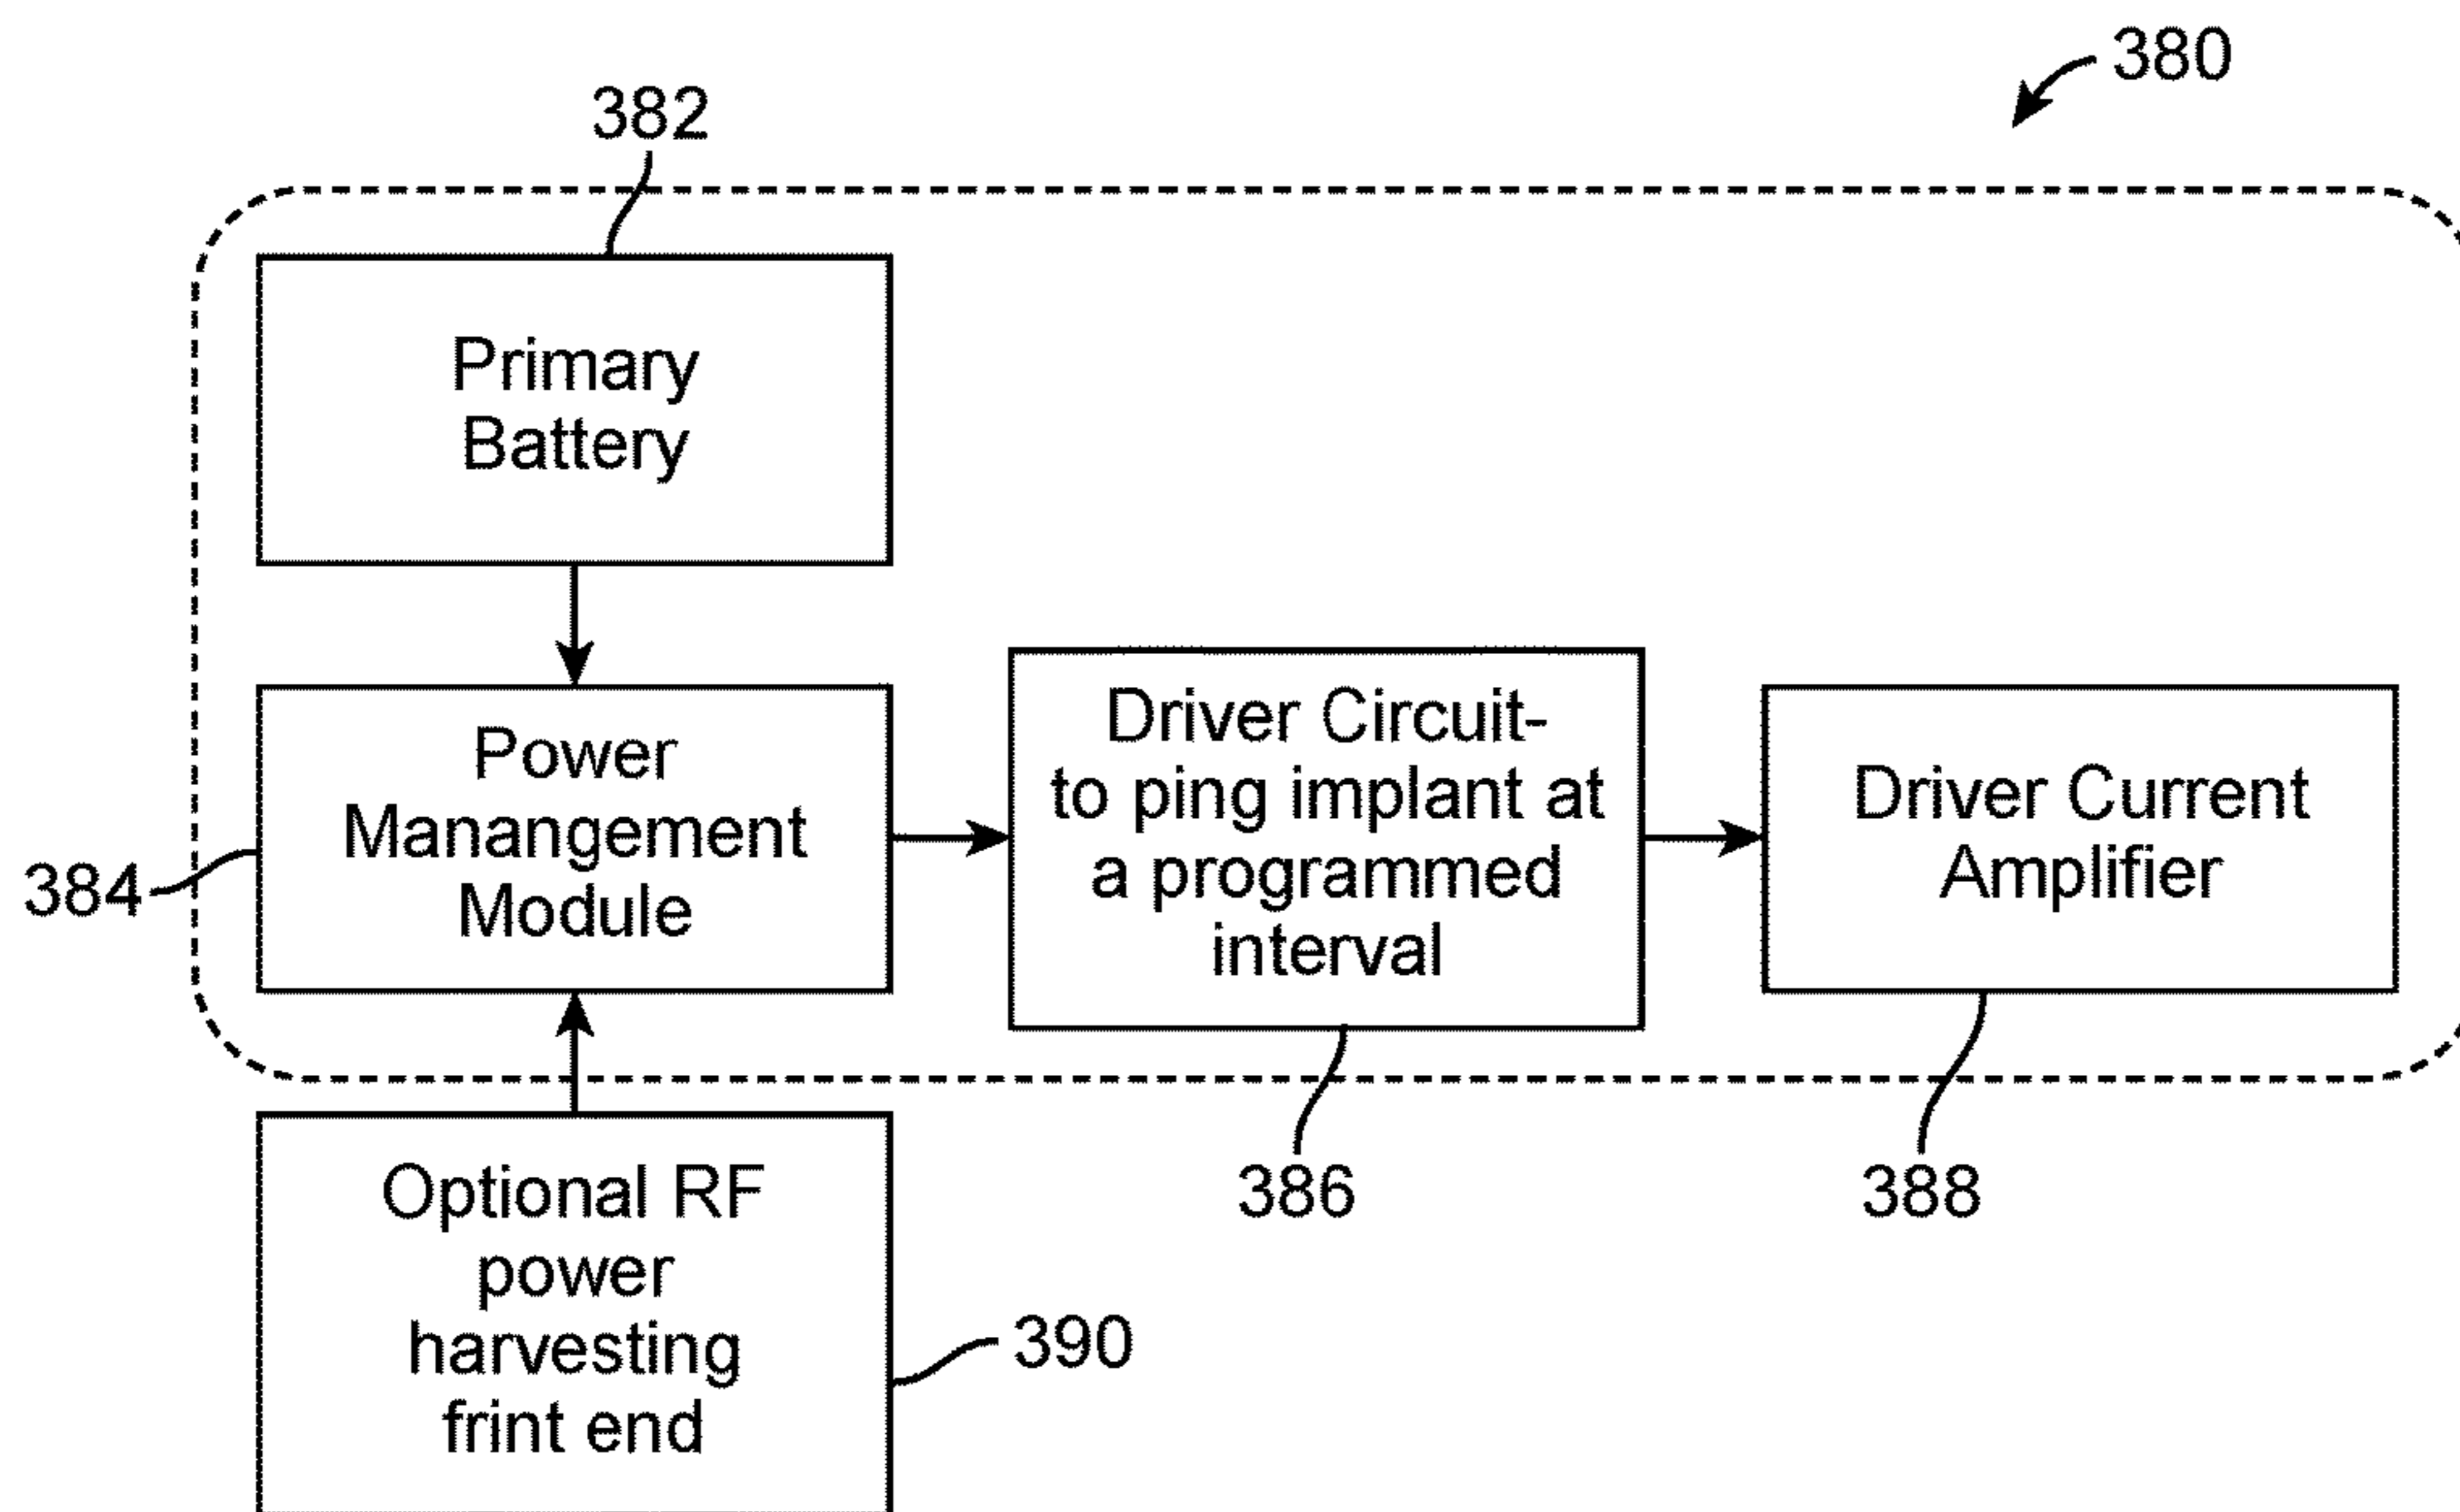 380
382
Primary
Battery
Power
Manangement
Module
384
Driver Circuit-
to ping implant at
a programmed
interval
Driver Current
Amplifier
386
388
Optional RF
power
harvesting
frint end
390